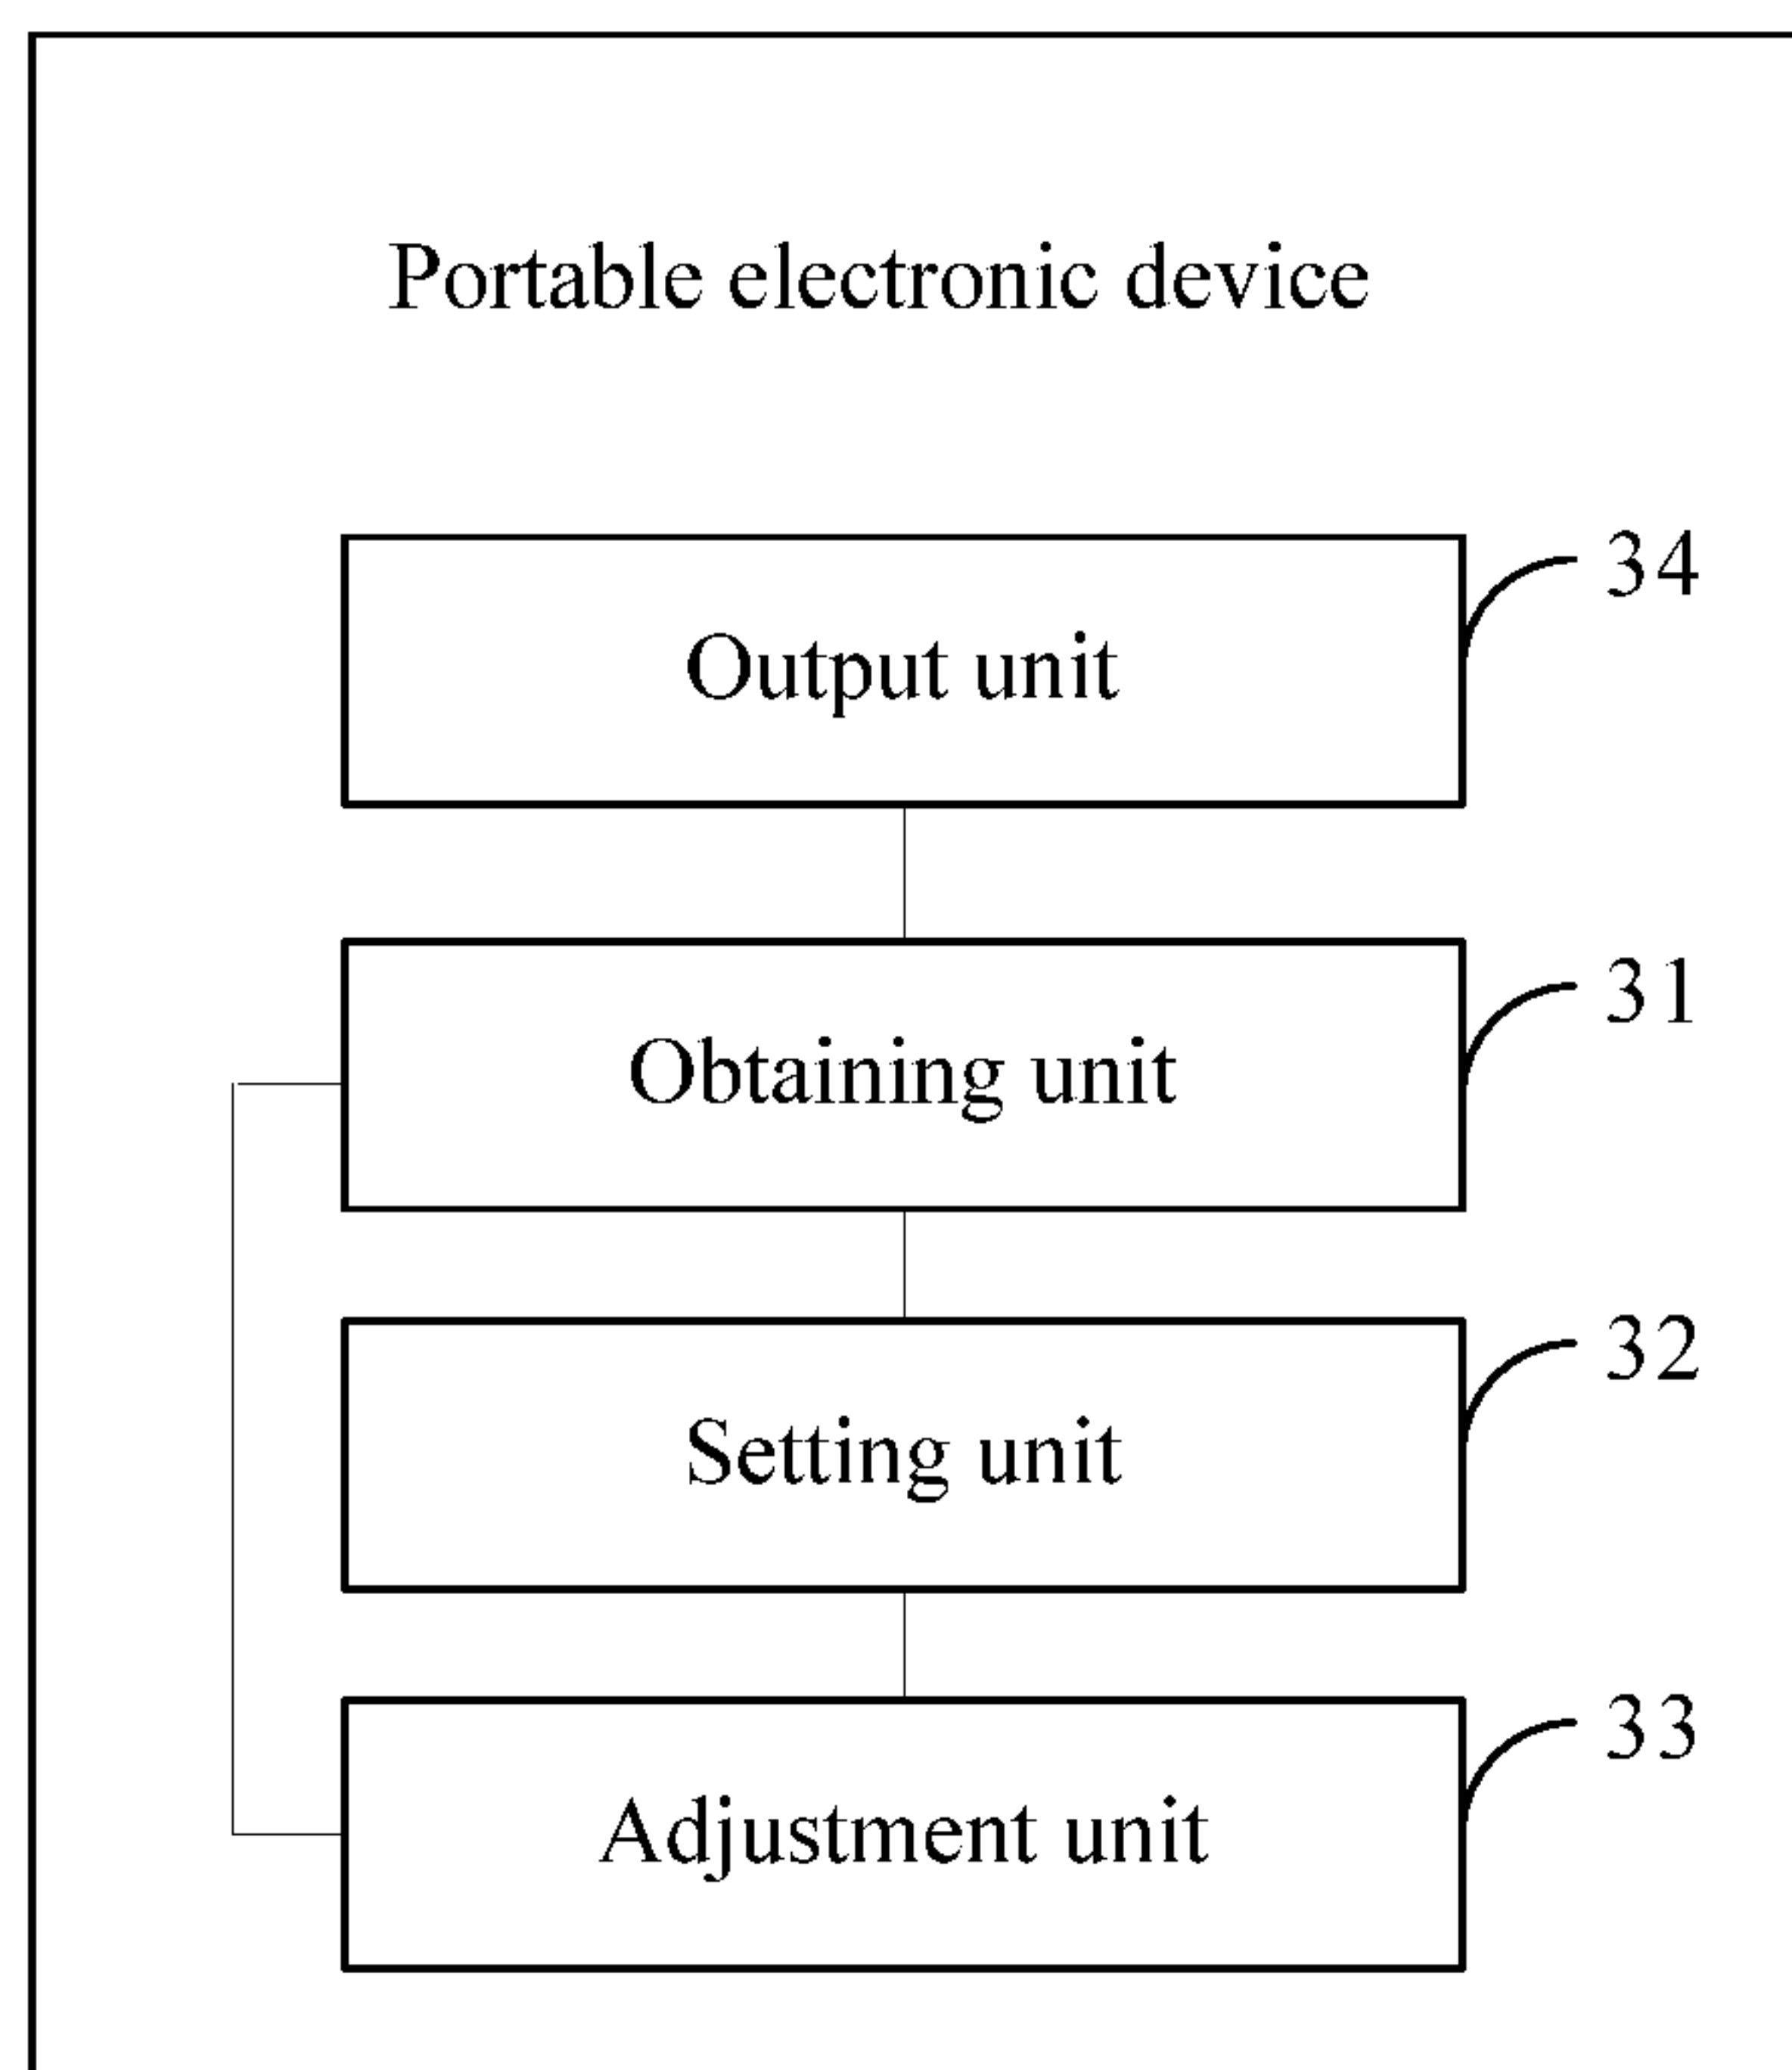 Portable electronic device
34
Output unit
31
Obtaining unit
32
Setting unit
33
Adjustment unit